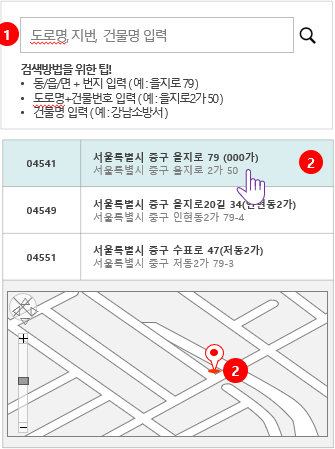 1
도로명, 지번, 건물명 입력
검색방법을 위한 팁!
• 동/읍/면 + 번지 입력 ( 예 : 을지로 79 )
• 도로명+건물번호 입력 ( 예 : 을지로2가 50 )
• 건물명 입력 ( 예 : 강남소방서 )
04541
서울특별시 중구 을지로 79 (000가)
서울특별시 중구 을지로 2가 50
2
04549
서울특별시 중구 을지로20길 34(인현동2가)
서울특별시 중구 인현동2가 79-4
04551
서울특별시 중구 수표로 47(저동2가)
서울특별시 중구 저동2가 79-3
2